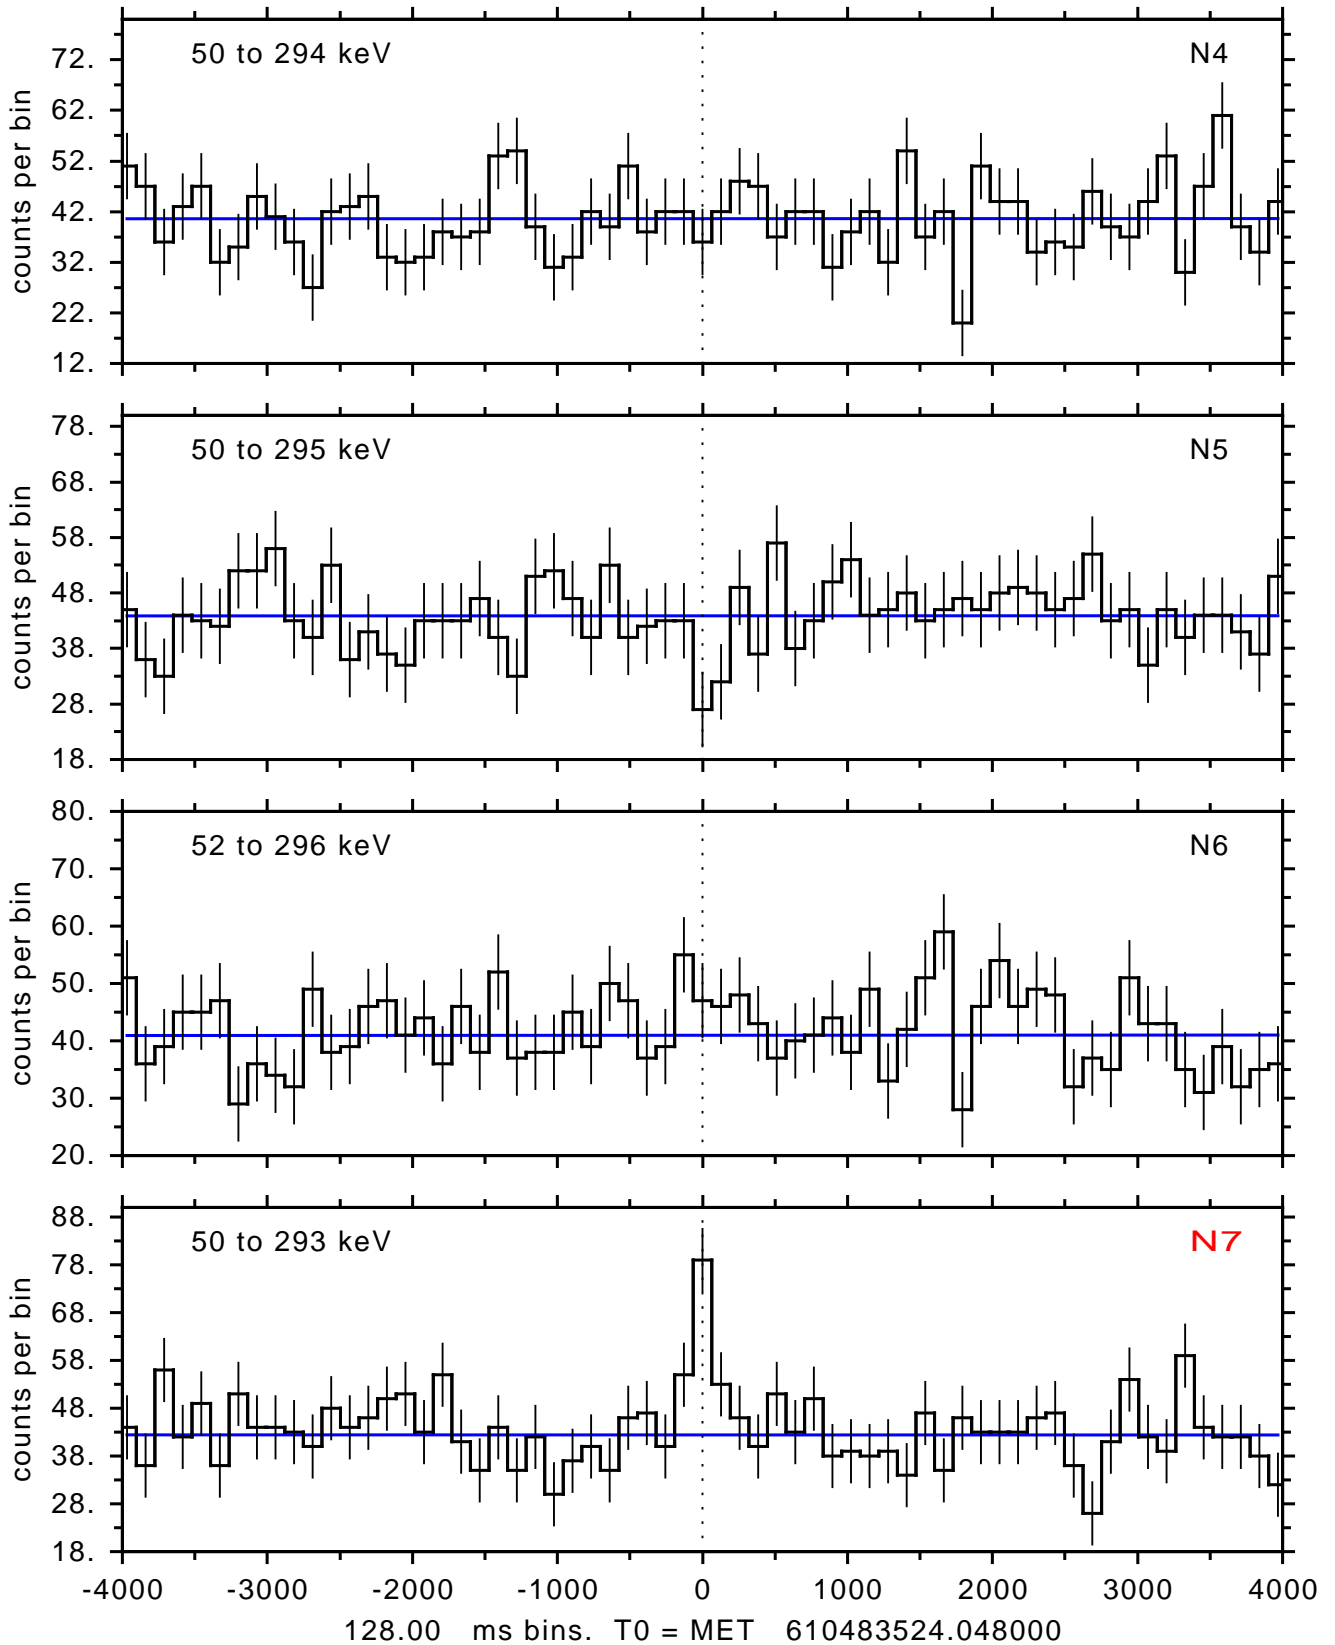 50 to 294 keV N4
72.
62.
52.
42.
32.
22.
12.
counts per bin
50 to 295 keV N5
78.
68.
58.
48.
38.
28.
18.
counts per bin
52 to 296 keV N6
80.
70.
60.
50.
40.
30.
20.
counts per bin
50 to 293 keV N7
88.
78.
68.
58.
48.
38.
28.
18.
counts per bin
-4000 -3000 -2000 -1000 0 1000 2000 3000 4000
128.00 ms bins. T0 = MET 610483524.048000